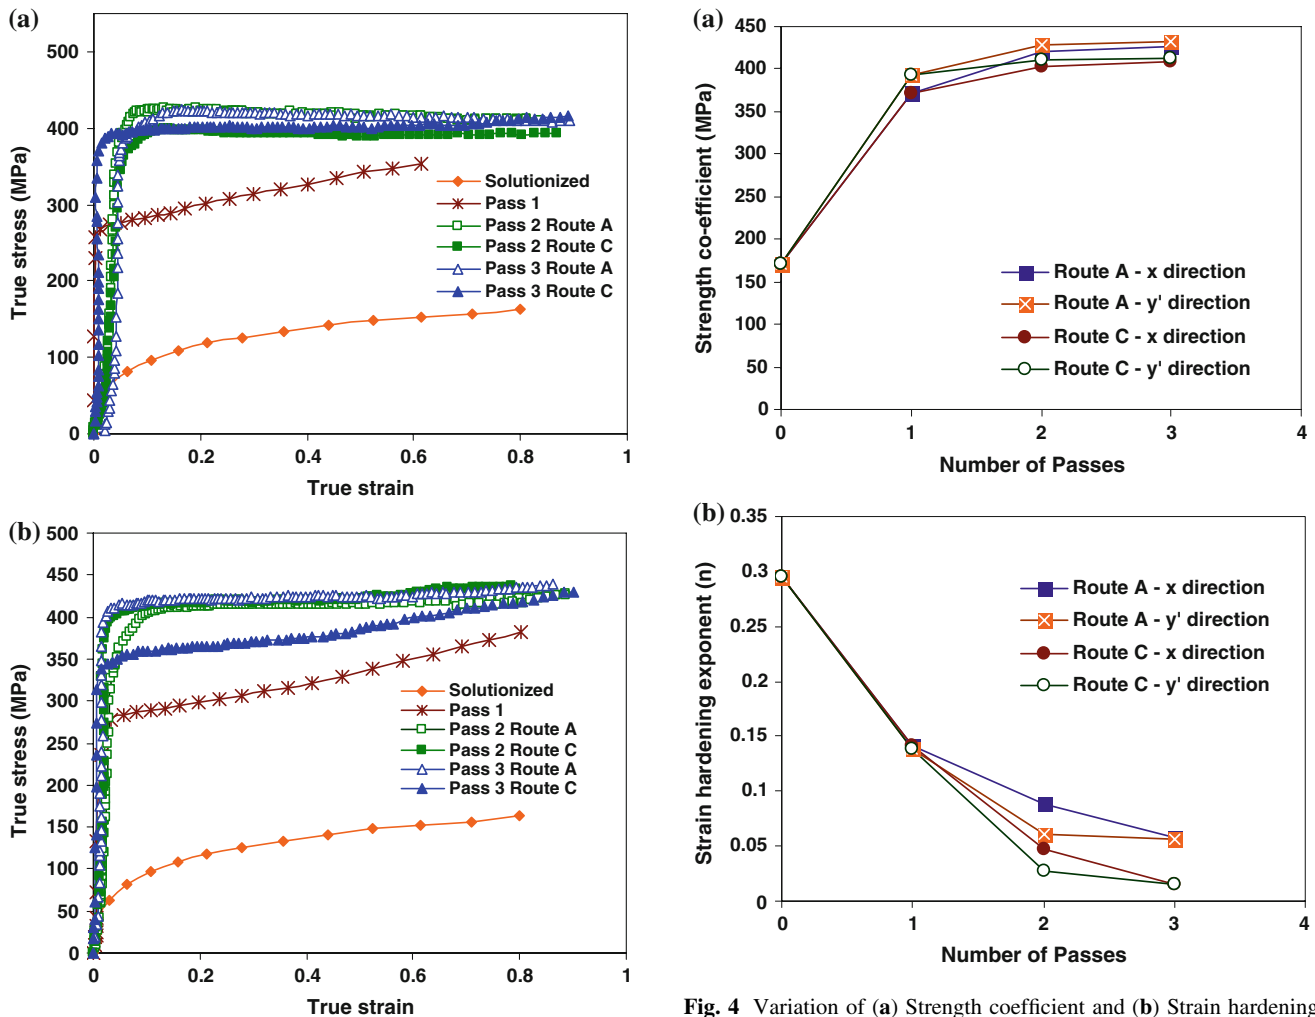 (a)
500
400
300
200
100
0
True stress (MPa)
Solutionized
Pass 1
Pass 2 Route A
Pass 2 Route C
Pass 3 Route A
Pass 3 Route C
0 0.2 0.4 0.6 0.8 1
True strain
(b)
500
450
400
350
300
250
200
150
100
50
0
True stress (MPa)
Solutionized
Pass 1
Pass 2 Route A
Pass 2 Route C
Pass 3 Route A
Pass 3 Route C
0 0.2 0.4 0.6 0.8 1
True strain
(a)
450
400
350
300
250
200
150
100
50
0
Strength co-efficient (MPa)
Route A - x direction
Route A - y' direction
Route C - x direction
Route C - y' direction
0 1 2 3 4
Number of Passes
(b)
0.35
0.3
0.25
0.2
0.15
0.1
0.05
0
Strain hardening exponent (n)
Route A - x direction
Route A - y' direction
Route C - x direction
Route C - y' direction
0 1 2 3 4
Number of Passes
Fig. 4 Variation of (a) Strength coefficient and (b) Strain hardening